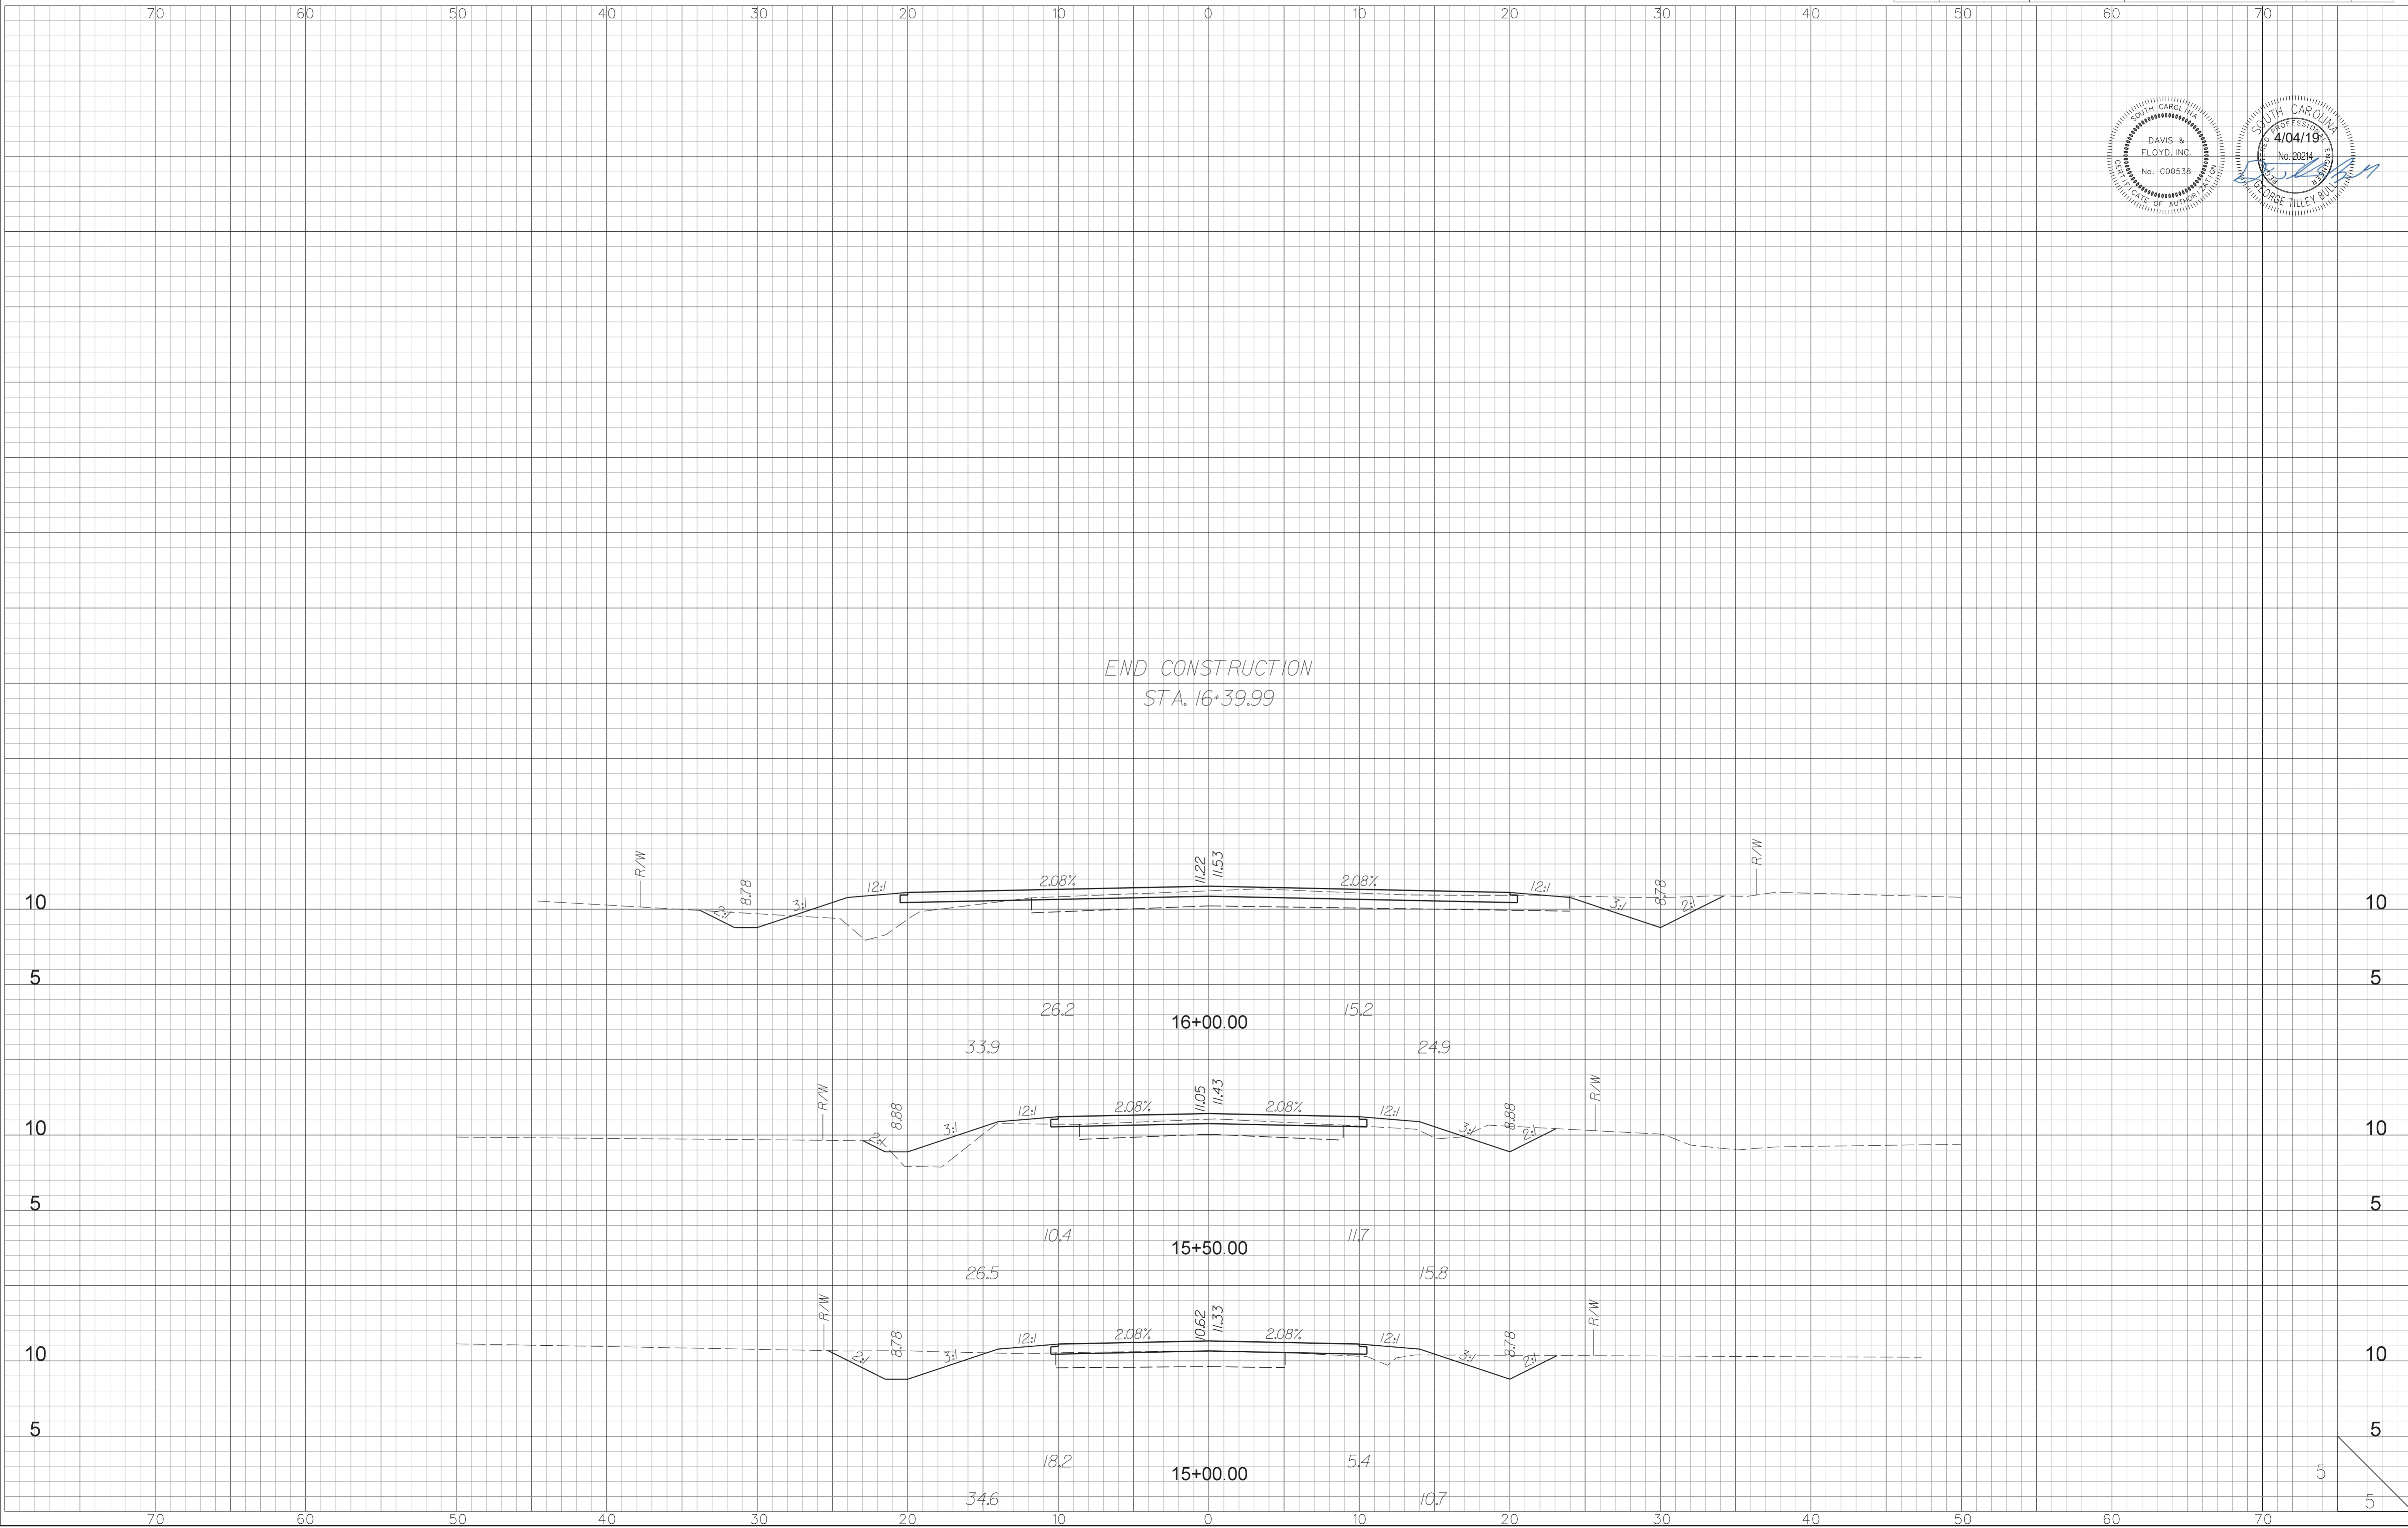 70 60 50 40 30 20 10 0 10 20 30 40 50 60 70
SOUTH CAROLINA
DAVIS &
FLOYD, INC.
No. C00538
CERTIFICATE OF AUTHORIZATION
SOUTH CAROLINA
REGISTERED PROFESSIONAL ENGINEER
4/04/19
No. 20214
GEORGE TILLEY BULL
END CONSTRUCTION
STA. 16+39.99
R/W 8.78 11.22 11.53 8.78 R/W
2:1 3:1 12:1 2.08% 2.08% 12:1 3:1 2:1
10 10
5 5
26.2 15.2
16+00.00
33.9 24.9
R/W 8.88 11.05 11.43 8.88 R/W
3:1 12:1 2.08% 2.08% 12:1 3:1 2:1
10 10
5 5
10.4 11.7
15+50.00
26.5 15.8
R/W 8.78 10.62 11.33 8.78 R/W
2:1 3:1 12:1 2.08% 2.08% 12:1 3:1 2:1
10 10
5 5
18.2 5.4
15+00.00
34.6 10.7
5
5
70 60 50 40 30 20 10 0 10 20 30 40 50 60 70